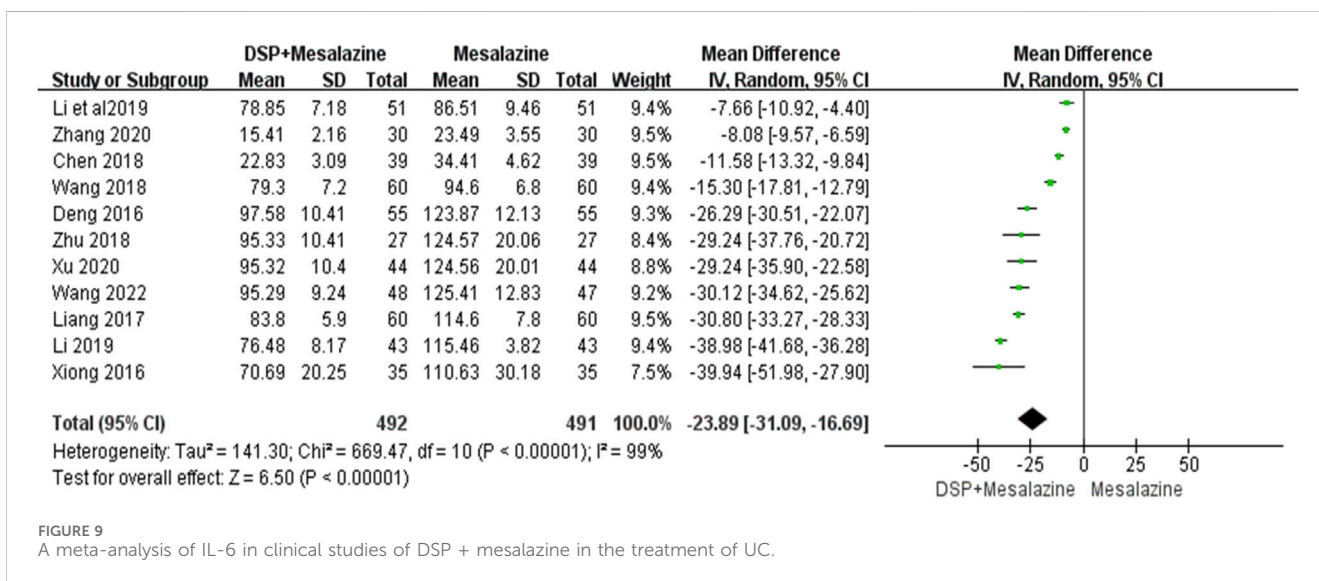 DSP+Mesalazine Mesalazine Mean Difference Mean Difference
Study or Subgroup Mean SD Total Mean SD Total Weight IV, Random, 95% CI IV, Random, 95% CI
Li et al2019 78.85 7.18 51 86.51 9.46 51 9.4% -7.66 [-10.92, -4.40]
Zhang 2020 15.41 2.16 30 23.49 3.55 30 9.5% -8.08 [-9.57, -6.59]
Chen 2018 22.83 3.09 39 34.41 4.62 39 9.5% -11.58 [-13.32, -9.84]
Wang 2018 79.3 7.2 60 94.6 6.8 60 9.4% -15.30 [-17.81, -12.79]
Deng 2016 97.58 10.41 55 123.87 12.13 55 9.3% -26.29 [-30.51, -22.07]
Zhu 2018 95.33 10.41 27 124.57 20.06 27 8.4% -29.24 [-37.76, -20.72]
Xu 2020 95.32 10.4 44 124.56 20.01 44 8.8% -29.24 [-35.90, -22.58]
Wang 2022 95.29 9.24 48 125.41 12.83 47 9.2% -30.12 [-34.62, -25.62]
Liang 2017 83.8 5.9 60 114.6 7.8 60 9.5% -30.80 [-33.27, -28.33]
Li 2019 76.48 8.17 43 115.46 3.82 43 9.4% -38.98 [-41.68, -36.28]
Xiong 2016 70.69 20.25 35 110.63 30.18 35 7.5% -39.94 [-51.98, -27.90]
Total (95% CI) 492 491 100.0% -23.89 [-31.09, -16.69]
Heterogeneity: Tau² = 141.30; Chi² = 669.47, df = 10 (P < 0.00001); I² = 99%
Test for overall effect: Z = 6.50 (P < 0.00001)
-50 -25 0 25 50
DSP+Mesalazine Mesalazine
FIGURE 9
A meta-analysis of IL-6 in clinical studies of DSP + mesalazine in the treatment of UC.